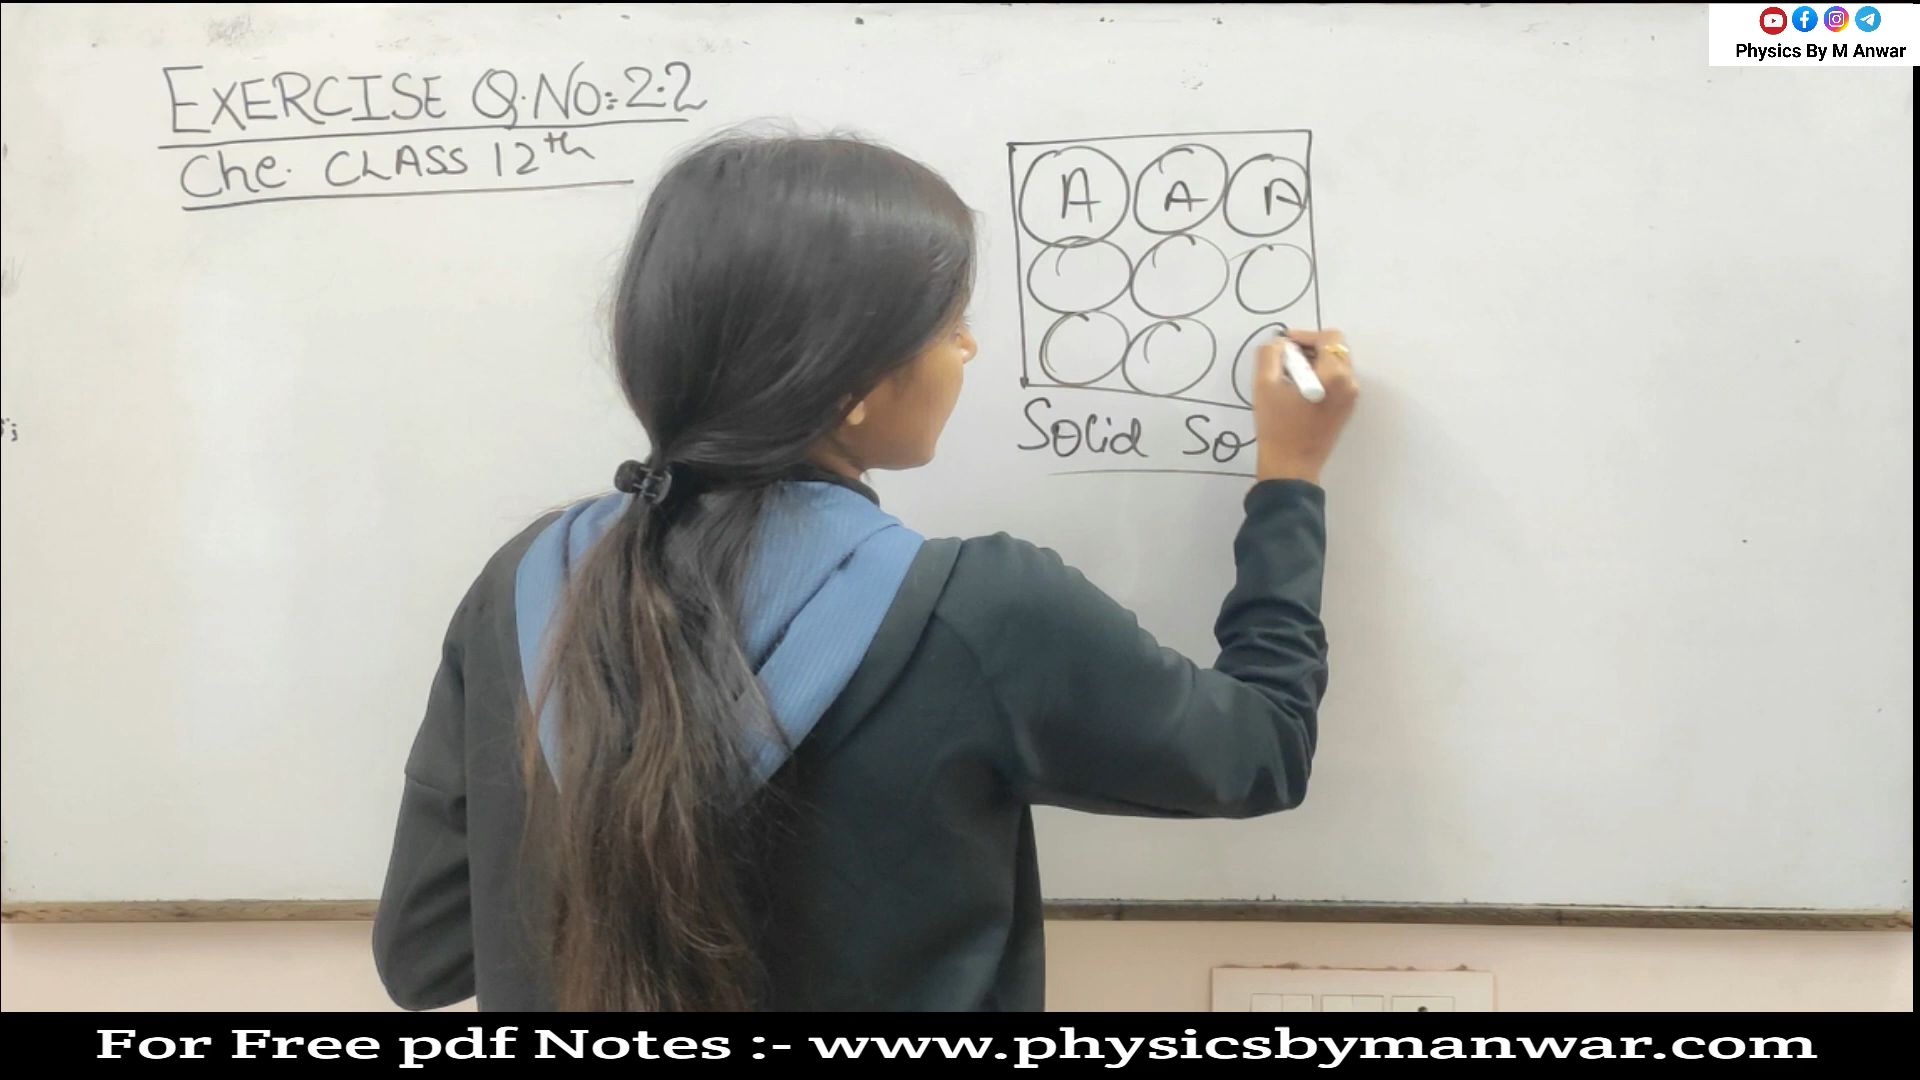 Physics By M Anwar
EXERCISE Q.NO:-2.2
Che. CLASS 12th
A A A
Solid So
For Free pdf Notes :- www.physicsbymanwar.com